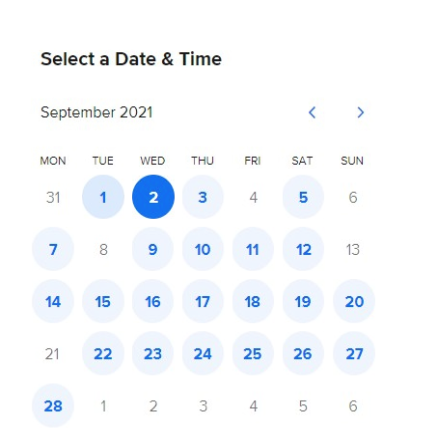 Select a Date & Time
September 2021
MON TUE WED THU FRI SAT SUN
31 1 2 3 4 5 6
7 8 9 10 11 12 13
14 15 16 17 18 19 20
21 22 23 24 25 26 27
28 1 2 3 4 5 6